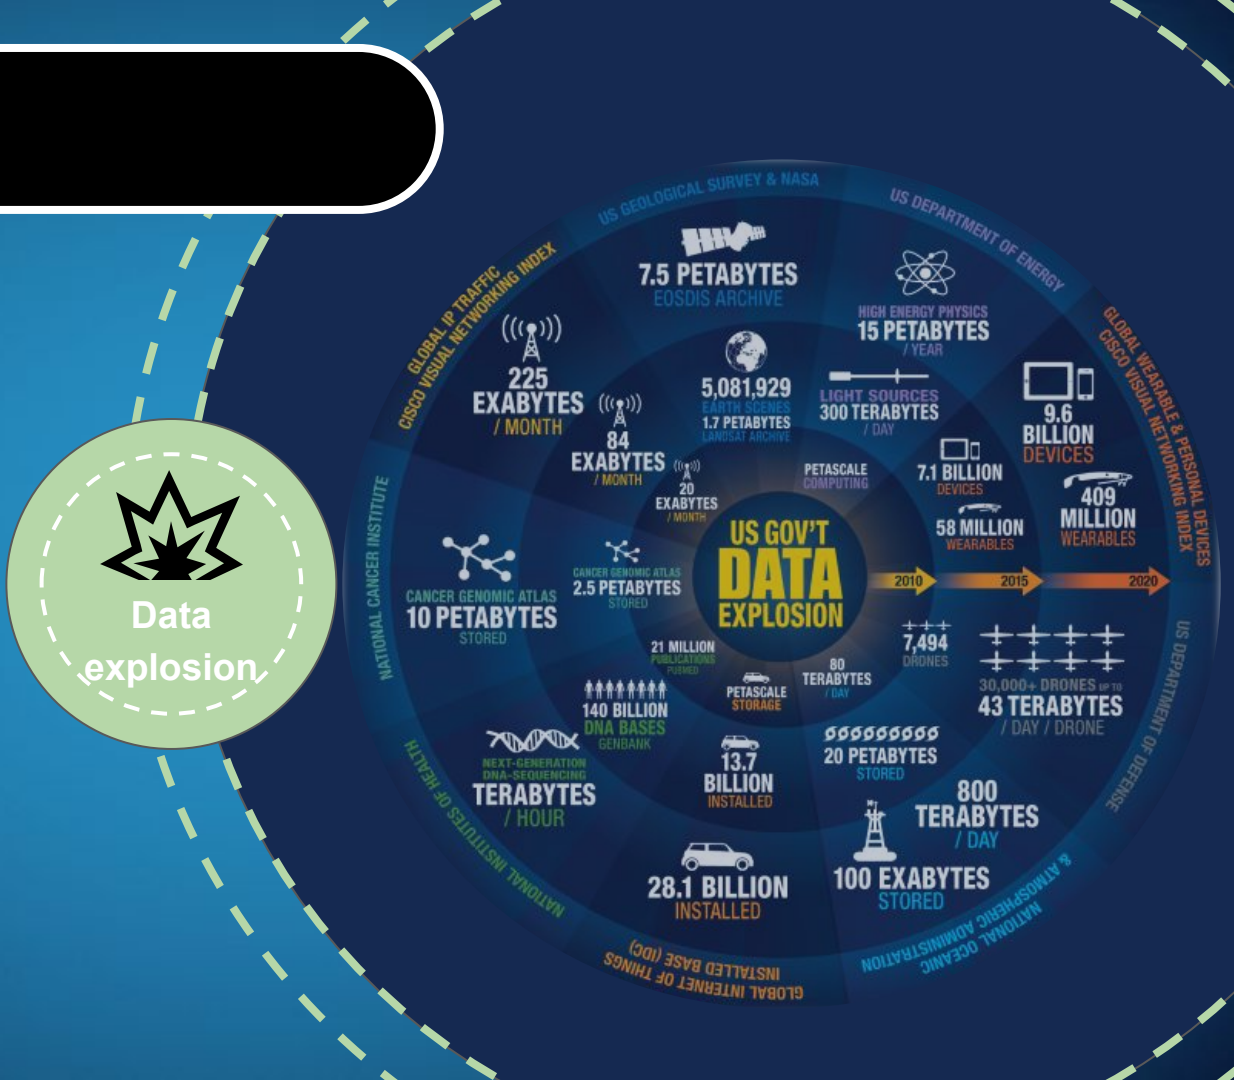 Data
explosion
US GOV'T
DATA
EXPLOSION
2010
2015
2020
US GEOLOGICAL SURVEY & NASA
7.5 PETABYTES
EOSDIS ARCHIVE
5,081,929
EARTH SCENES
1.7 PETABYTES
LANDSAT ARCHIVE
US DEPARTMENT OF ENERGY
HIGH ENERGY PHYSICS
15 PETABYTES
/ YEAR
LIGHT SOURCES
300 TERABYTES
/ DAY
PETASCALE
COMPUTING
GLOBAL WEARABLE & PERSONAL DEVICES
CISCO VISUAL NETWORKING INDEX
9.6
BILLION
DEVICES
409
MILLION
WEARABLES
7.1 BILLION
DEVICES
58 MILLION
WEARABLES
US DEPARTMENT OF DEFENSE
7,494
DRONES
30,000+ DRONES UP TO
43 TERABYTES
/ DAY / DRONE
NATIONAL OCEANIC
& ATMOSPHERIC ADMINISTRATION
80
TERABYTES
/ DAY
20 PETABYTES
STORED
800
TERABYTES
/ DAY
100 EXABYTES
STORED
GLOBAL INTERNET OF THINGS
INSTALLED BASE (IDC)
PETASCALE
STORAGE
13.7
BILLION
INSTALLED
28.1 BILLION
INSTALLED
NATIONAL INSTITUTES OF HEALTH
21 MILLION
PUBLICATIONS
PUBMED
140 BILLION
DNA BASES
GENBANK
NEXT-GENERATION
DNA-SEQUENCING
TERABYTES
/ HOUR
NATIONAL CANCER INSTITUTE
CANCER GENOMIC ATLAS
10 PETABYTES
STORED
CANCER GENOMIC ATLAS
2.5 PETABYTES
STORED
GLOBAL IP TRAFFIC
CISCO VISUAL NETWORKING INDEX
225
EXABYTES
/ MONTH
84
EXABYTES
/ MONTH
20
EXABYTES
/ MONTH